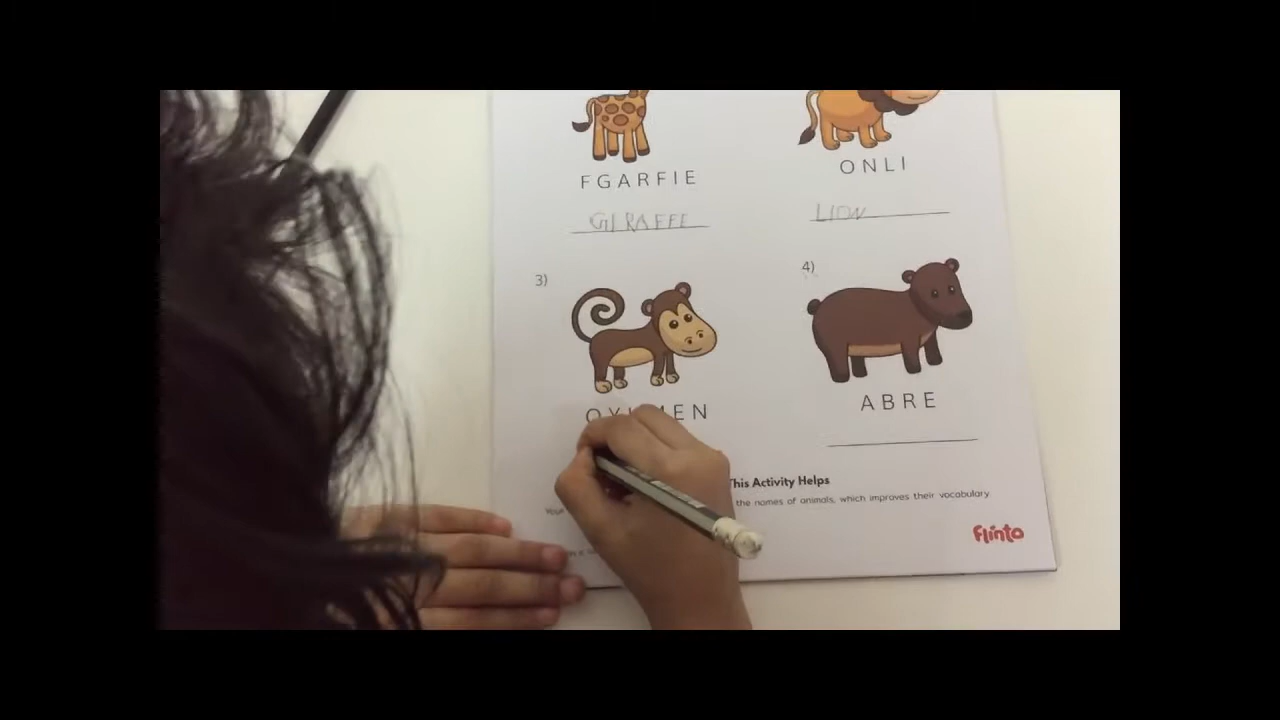 FGARFIE
ONLI
GIRAFFE
LION
3)
4)
ABRE
This Activity Helps
the names of animals, which improves their vocabulary
flinto